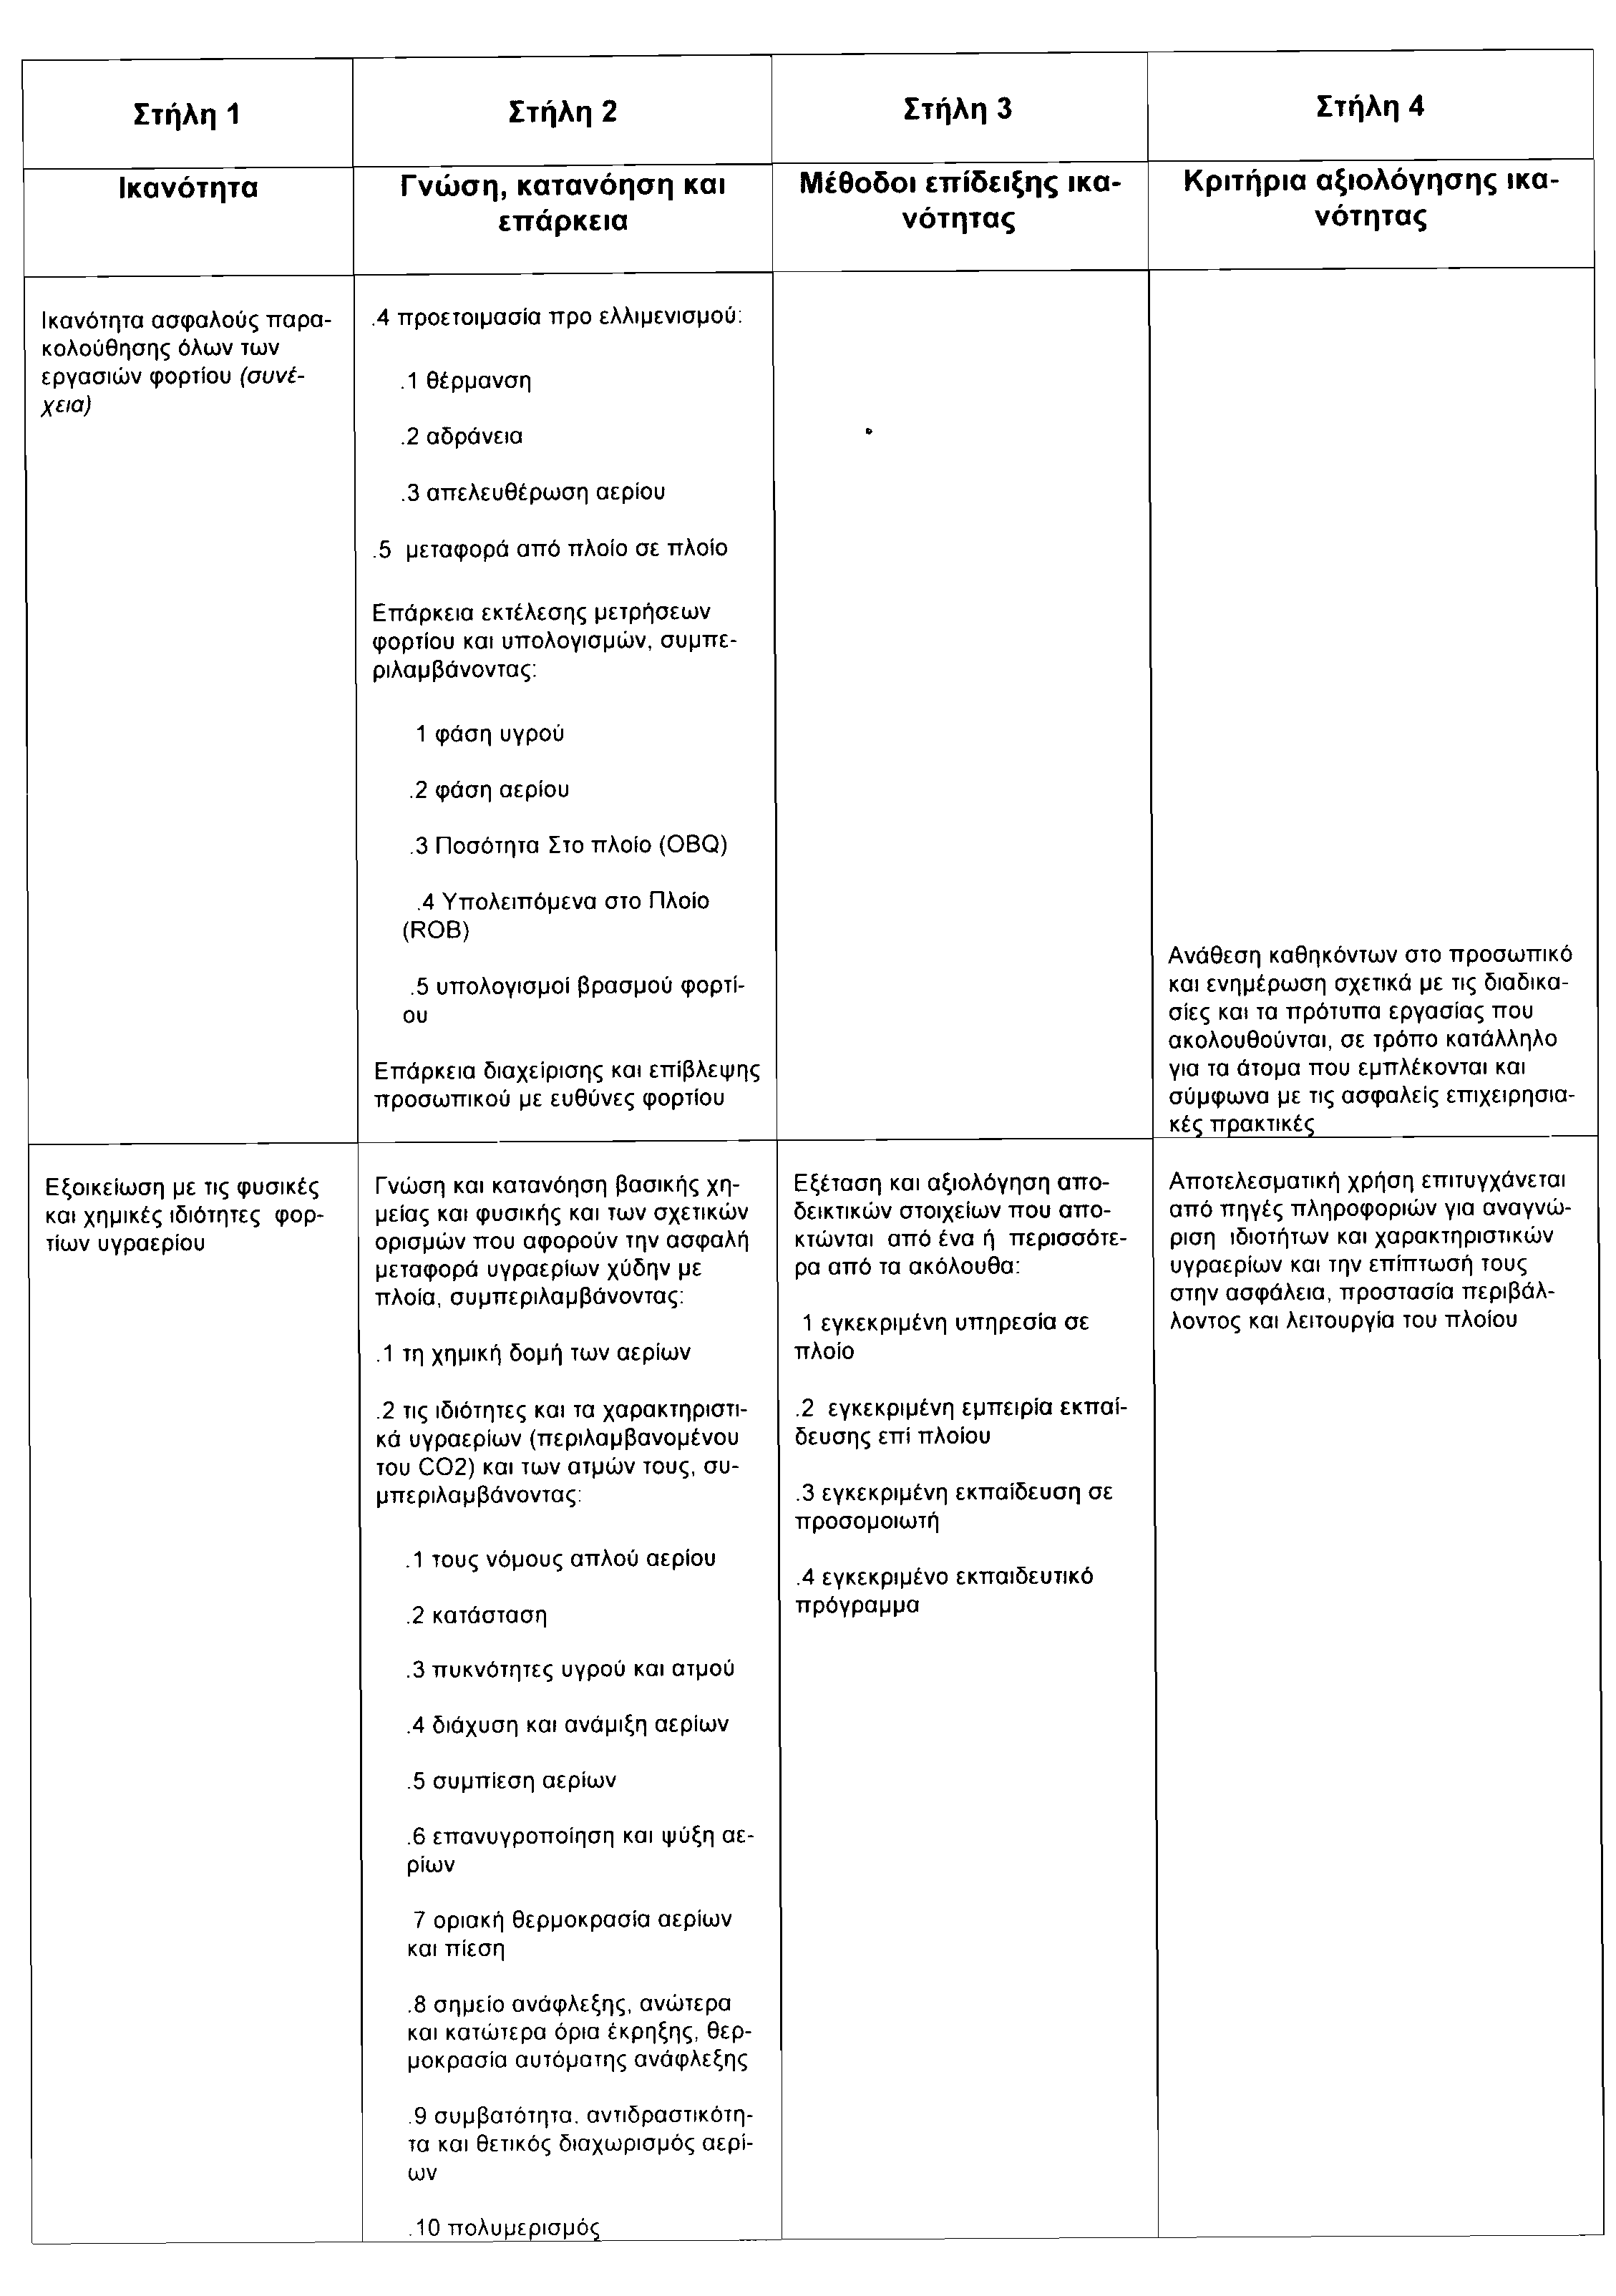 Στήλη 1
Στήλη 2
Στήλη 3
Στήλη 4
Ικανότητα
Γνώση, κατανόηση και
επάρκεια
Μέθοδοι επίδειξης ικα-
νότητας
Κριτήρια αξιολόγησης ικα-
νότητας
Ικανότητα ασφαλούς παρα-
κολούθησης όλων των
εργασιών φορτίου (συνέ-
χεια)
.4 προετοιμασία προ ελλιμενισμού:
.1 θέρμανση
.2 αδράνεια
.3 απελευθέρωση αερίου
.5 μεταφορά από πλοίο σε πλοίο
Επάρκεια εκτέλεσης μετρήσεων
φορτίου και υπολογισμών, συμπε-
ριλαμβάνοντας:
1 φάση υγρού
.2 φάση αερίου
.3 Ποσότητα Στο πλοίο (OBQ)
.4 Υπολειπόμενα στο Πλοίο
(ROB)
.5 υπολογισμοί βρασμού φορτί-
ου
Επάρκεια διαχείρισης και επίβλεψης
προσωπικού με ευθύνες φορτίου
Ανάθεση καθηκόντων στο προσωπικό
και ενημέρωση σχετικά με τις διαδικα-
σίες και τα πρότυπα εργασίας που
ακολουθούνται, σε τρόπο κατάλληλο
για τα άτομα που εμπλέκονται και
σύμφωνα με τις ασφαλείς επιχειρησια-
κές πρακτικές
Εξοικείωση με τις φυσικές
και χημικές ιδιότητες φορ-
τίων υγραερίου
Γνώση και κατανόηση βασικής χη-
μείας και φυσικής και των σχετικών
ορισμών που αφορούν την ασφαλή
μεταφορά υγραερίων χύδην με
πλοία, συμπεριλαμβάνοντας:
.1 τη χημική δομή των αερίων
.2 τις ιδιότητες και τα χαρακτηριστι-
κά υγραερίων (περιλαμβανομένου
του CO2) και των ατμών τους, συ-
μπεριλαμβάνοντας:
.1 τους νόμους απλού αερίου
.2 κατάσταση
.3 πυκνότητες υγρού και ατμού
.4 διάχυση και ανάμιξη αερίων
.5 συμπίεση αερίων
.6 επανυγροποίηση και ψύξη αε-
ρίων
7 οριακή θερμοκρασία αερίων
και πίεση
.8 σημείο ανάφλεξης, ανώτερα
και κατώτερα όρια έκρηξης, θερ-
μοκρασία αυτόματης ανάφλεξης
.9 συμβατότητα. αντιδραστικότη-
τα και θετικός διαχωρισμός αερί-
ων
.10 πολυμερισμός
Εξέταση και αξιολόγηση απο-
δεικτικών στοιχείων που απο-
κτώνται από ένα ή περισσότε-
ρα από τα ακόλουθα:
1 εγκεκριμένη υπηρεσία σε
πλοίο
.2 εγκεκριμένη εμπειρία εκπαί-
δευσης επί πλοίου
.3 εγκεκριμένη εκπαίδευση σε
προσομοιωτή
.4 εγκεκριμένο εκπαιδευτικό
πρόγραμμα
Αποτελεσματική χρήση επιτυγχάνεται
από πηγές πληροφοριών για αναγνώ-
ριση ιδιοτήτων και χαρακτηριστικών
υγραερίων και την επίπτωσή τους
στην ασφάλεια, προστασία περιβάλ-
λοντος και λειτουργία του πλοίου